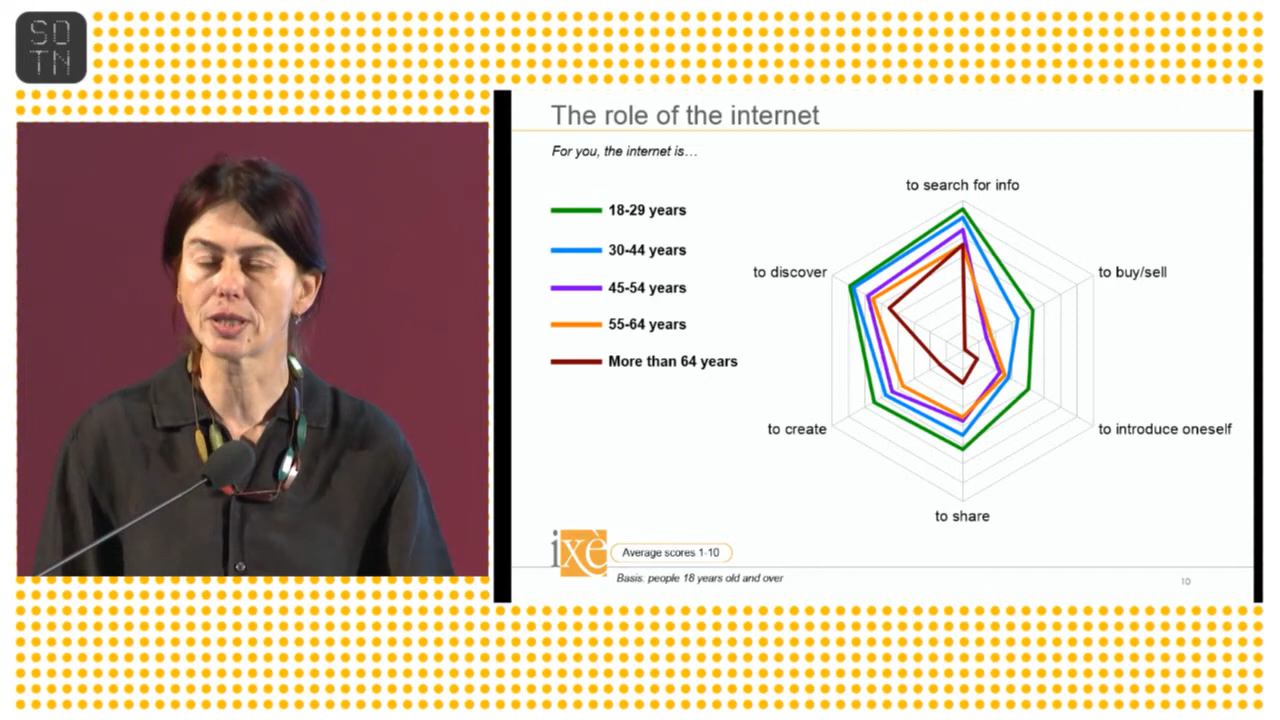 SO
TN
The role of the internet
For you, the internet is...
18-29 years
30-44 years
45-54 years
55-64 years
More than 64 years
to search for info
to discover
to buy/sell
to create
to introduce oneself
to share
ixè
Average scores 1-10
Basis: people 18 years old and over
10